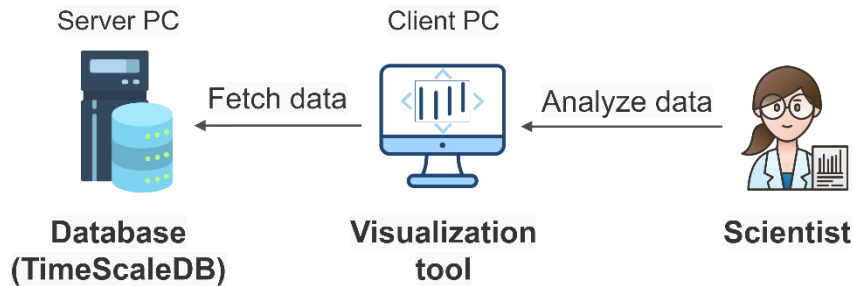 Server PC
Client PC
Fetch data
Analyze data
Database
(TimeScaleDB)
Visualization
tool
Scientist